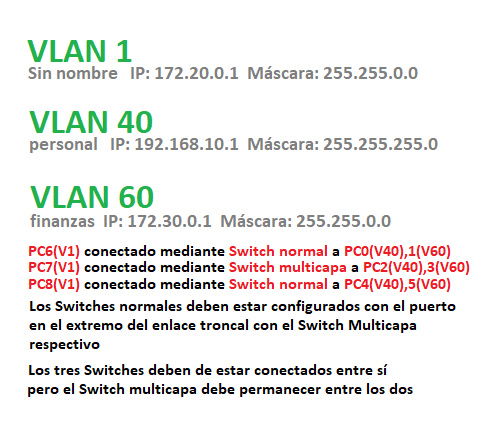 VLAN 1
Sin nombre IP: 172.20.0.1 Máscara: 255.255.0.0
VLAN 40
personal IP: 192.168.10.1 Máscara: 255.255.255.0
VLAN 60
finanzas IP: 172.30.0.1 Máscara: 255.255.0.0
PC6(V1) conectado mediante Switch normal a PC0(V40),1(V60)
PC7(V1) conectado mediante Switch multicapa a PC2(V40),3(V60)
PC8(V1) conectado mediante Switch normal a PC4(V40),5(V60)
Los Switches normales deben estar configurados con el puerto
en el extremo del enlace troncal con el Switch Multicapa
respectivo
Los tres Switches deben de estar conectados entre sí
pero el Switch multicapa debe permanecer entre los dos